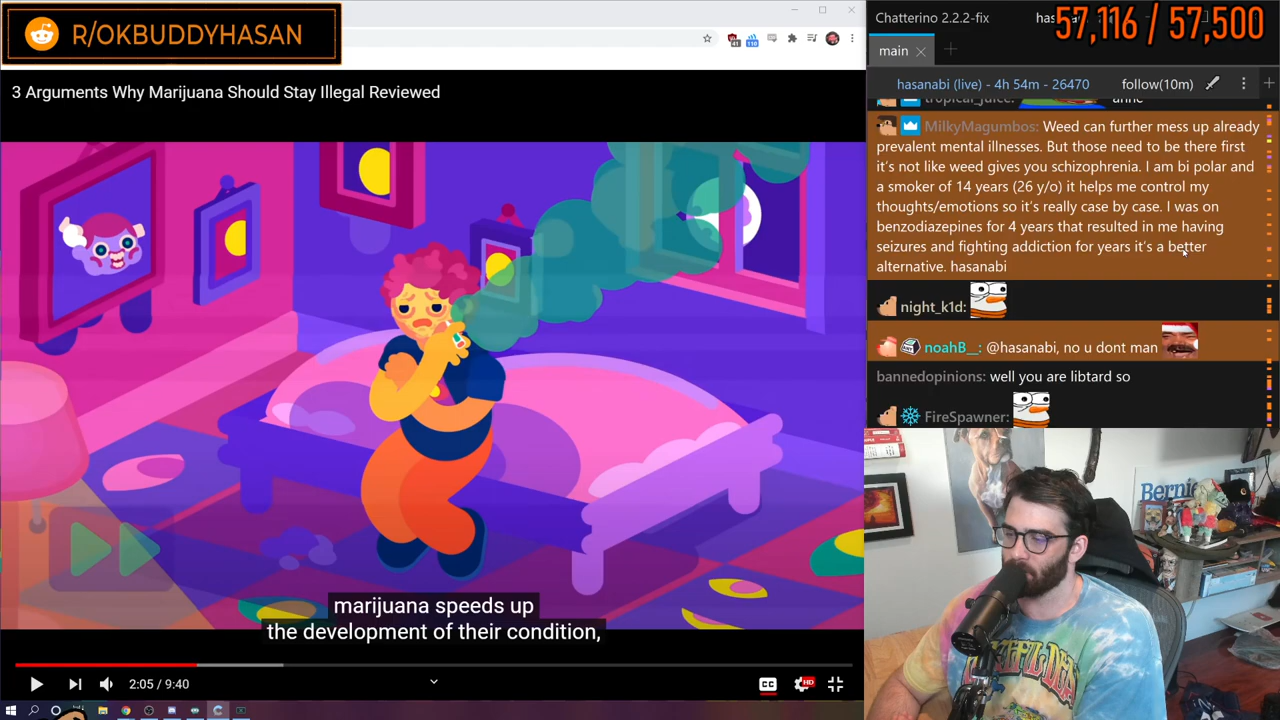 R/OKBUDDYHASAN
3 Arguments Why Marijuana Should Stay Illegal Reviewed
marijuana speeds up
the development of their condition,
2:05 / 9:40
CC
HD
41
110
Chatterino 2.2.2-fix
57,116 / 57,500
main
hasanabi (live) - 4h 54m - 26470
follow(10m)
tropical_juice:
MilkyMagumbos: Weed can further mess up already
prevalent mental illnesses. But those need to be there first
it's not like weed gives you schizophrenia. I am bi polar and
a smoker of 14 years (26 y/o) it helps me control my
thoughts/emotions so it's really case by case. I was on
benzodiazepines for 4 years that resulted in me having
seizures and fighting addiction for years it's a better
alternative. hasanabi
night_k1d:
noahB__: @hasanabi, no u dont man
bannedopinions: well you are libtard so
FireSpawner:
Bernie